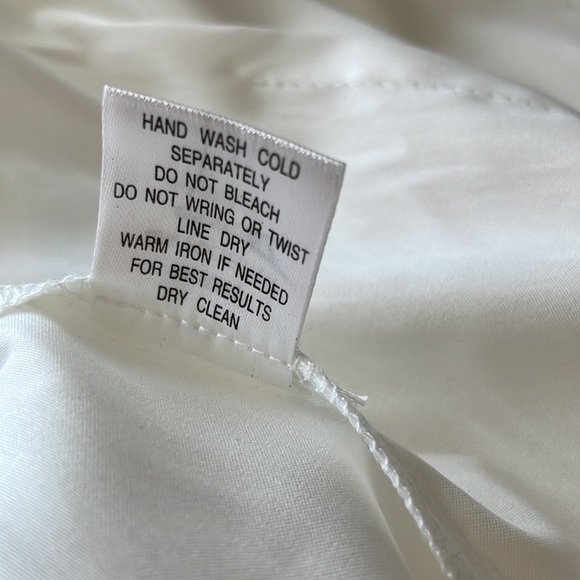 HAND WASH COLD
SEPARATELY
DO NOT BLEACH
DO NOT WRING OR TWIST
LINE DRY
WARM IRON IF NEEDED
FOR BEST RESULTS
DRY CLEAN